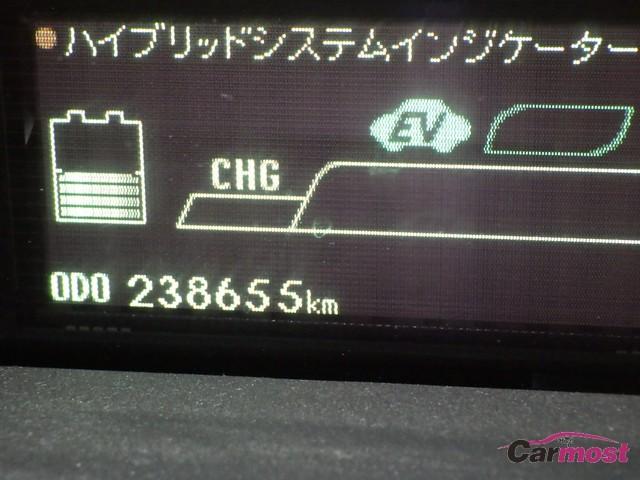 ハイブリッドシステムインジケーター
EV
CHG
ODO 238655km
Carmost